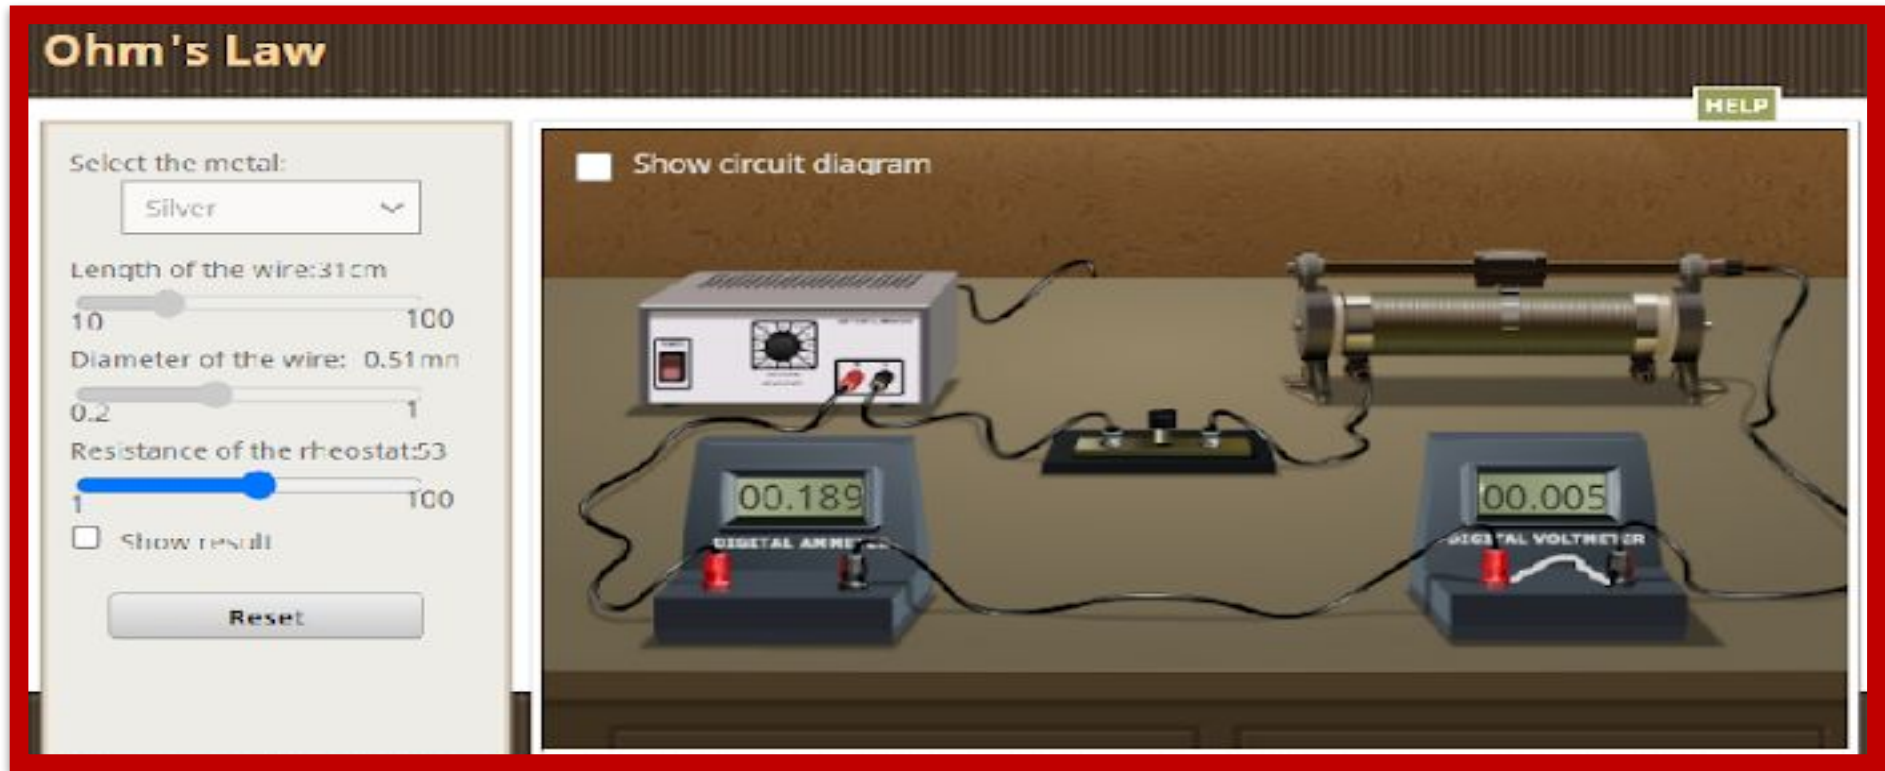 Ohm's Law
HELP
Select the metal:
Silver
Length of the wire:31cm
10 100
Diameter of the wire: 0.51mn
0.2 1
Resistance of the rheostat:53
1 100
Show result
Reset
Show circuit diagram
00.189
DIGITAL AMMETER
00.005
DIGITAL VOLTMETER